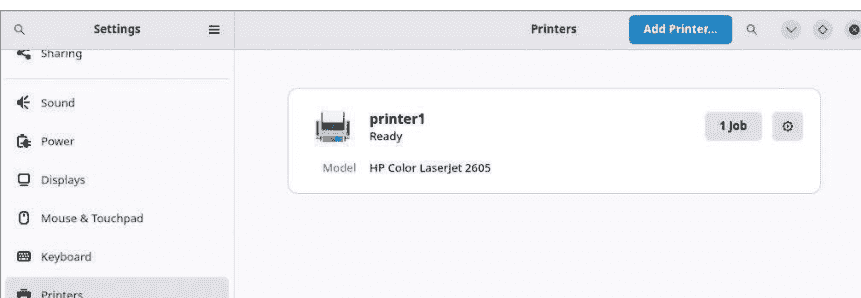 Settings
Printers
Add Printer...
Sharing
Sound
Power
Displays
Mouse & Touchpad
Keyboard
Printers
printer1
Ready
1 Job
Model HP Color LaserJet 2605